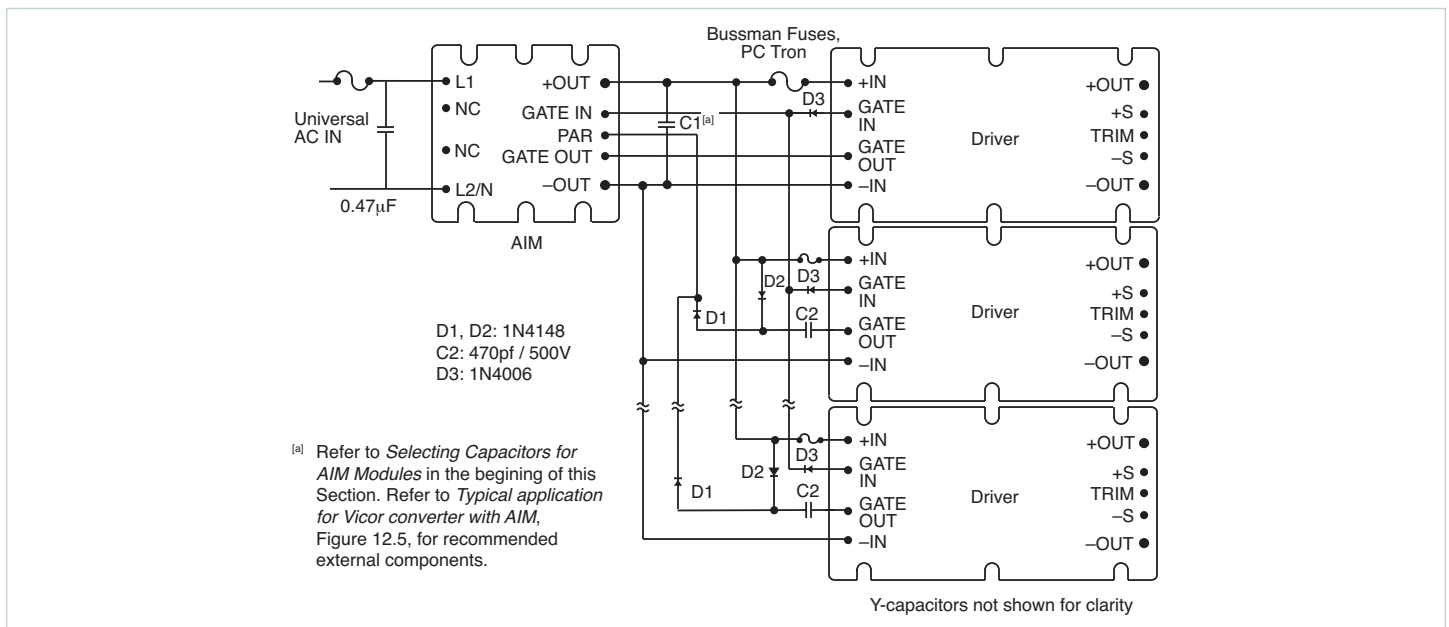 Bussman Fuses,
PC Tron
Universal
AC IN
0.47µF
L1
NC
NC
L2/N
+OUT
GATE IN
PAR
GATE OUT
–OUT
AIM
C1[a]
D3
+IN
GATE
IN
GATE
OUT
–IN
Driver
+OUT
+S
TRIM
–S
–OUT
D2
D3
D1
C2
+IN
GATE
IN
GATE
OUT
–IN
Driver
+OUT
+S
TRIM
–S
–OUT
D1, D2: 1N4148
C2: 470pf / 500V
D3: 1N4006
D2
D3
D1
C2
+IN
GATE
IN
GATE
OUT
–IN
Driver
+OUT
+S
TRIM
–S
–OUT
[a] Refer to Selecting Capacitors for
AIM Modules in the begining of this
Section. Refer to Typical application
for Vicor converter with AIM,
Figure 12.5, for recommended
external components.
Y-capacitors not shown for clarity